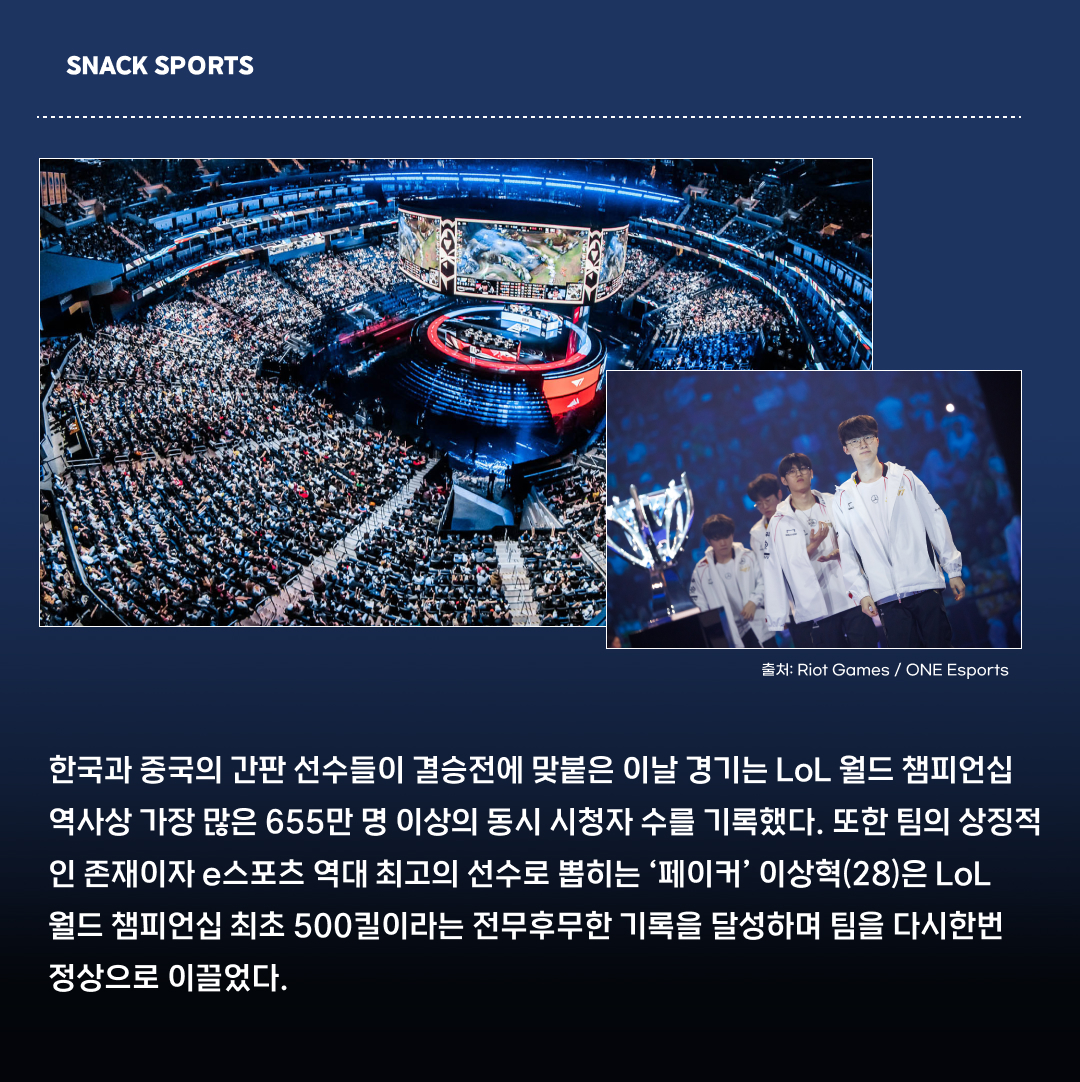 SNACK SPORTS
출처: Riot Games / ONE Esports
한국과 중국의 간판 선수들이 결승전에 맞붙은 이날 경기는 LoL 월드 챔피언십
역사상 가장 많은 655만 명 이상의 동시 시청자 수를 기록했다. 또한 팀의 상징적
인 존재이자 e스포츠 역대 최고의 선수로 뽑히는 ‘페이커’ 이상혁(28)은 LoL
월드 챔피언십 최초 500킬이라는 전무후무한 기록을 달성하며 팀을 다시한번
정상으로 이끌었다.